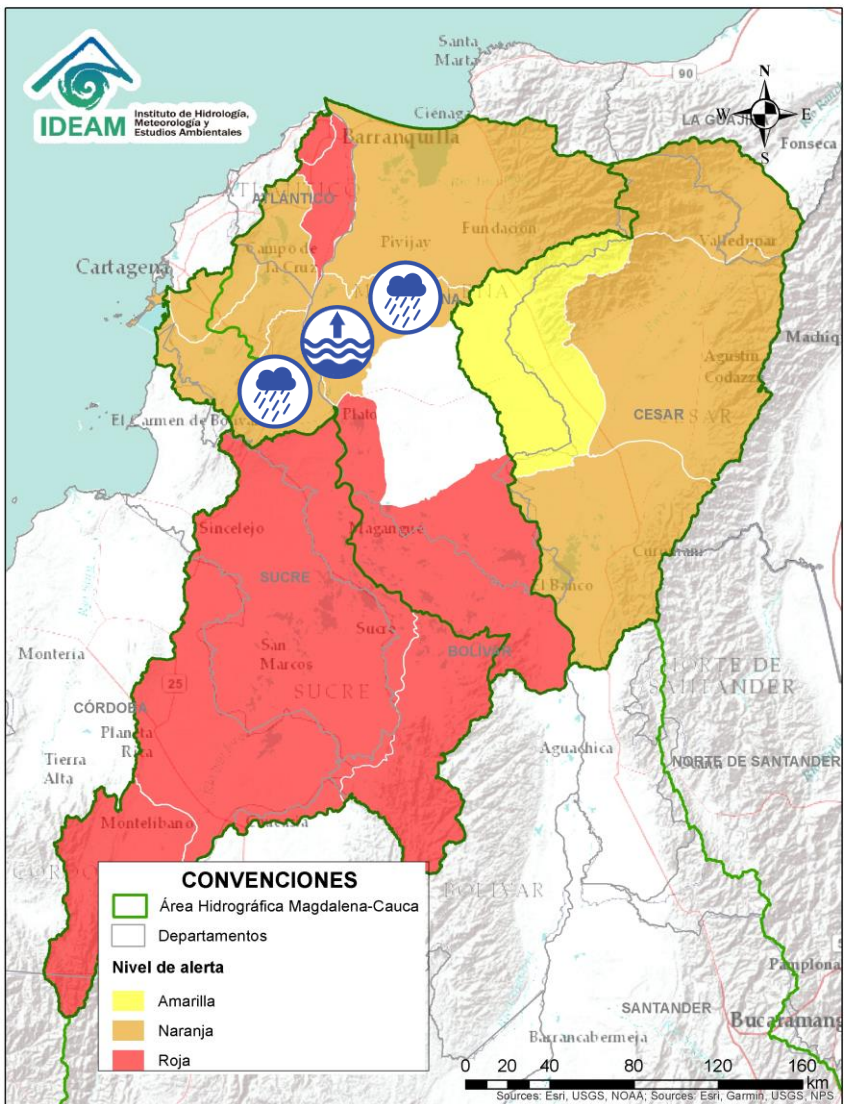 IDEAM
Instituto de Hidrología,
Meteorología y
Estudios Ambientales
Santa
Marta
90
N
W
E
S
LA GUAJI
Ciénaga
Fonseca
Barranquilla
ATLÁNTICO
Valledupar
Fundación
Pivijay
Campo de
la Cruz
Cartagena
NA
Machiq
Agustín
Codazzi
CESAR
El Carmen de Bolívar
Plato
Sincelejo
Magangué
SUCRE
El Banco
Sucre
San
Marcos
BOLÍVAR
SUCRE
Montería
25
CÓRDOBA
Planeta
Rica
NORTE DE
SANTANDER
Tierra
Alta
Aguachica
NORTE DE SANTANDER
Montelíbano
BOLÍVAR
CONVENCIONES
Área Hidrográfica Magdalena-Cauca
Departamentos
Nivel de alerta
Amarilla
Naranja
Roja
Pamplona
SANTANDER
Bucaramang
Barrancabermeja
0 20 40 80 120 160
km
Sources: Esri, USGS, NOAA; Sources: Esri, Garmin, USGS, NPS